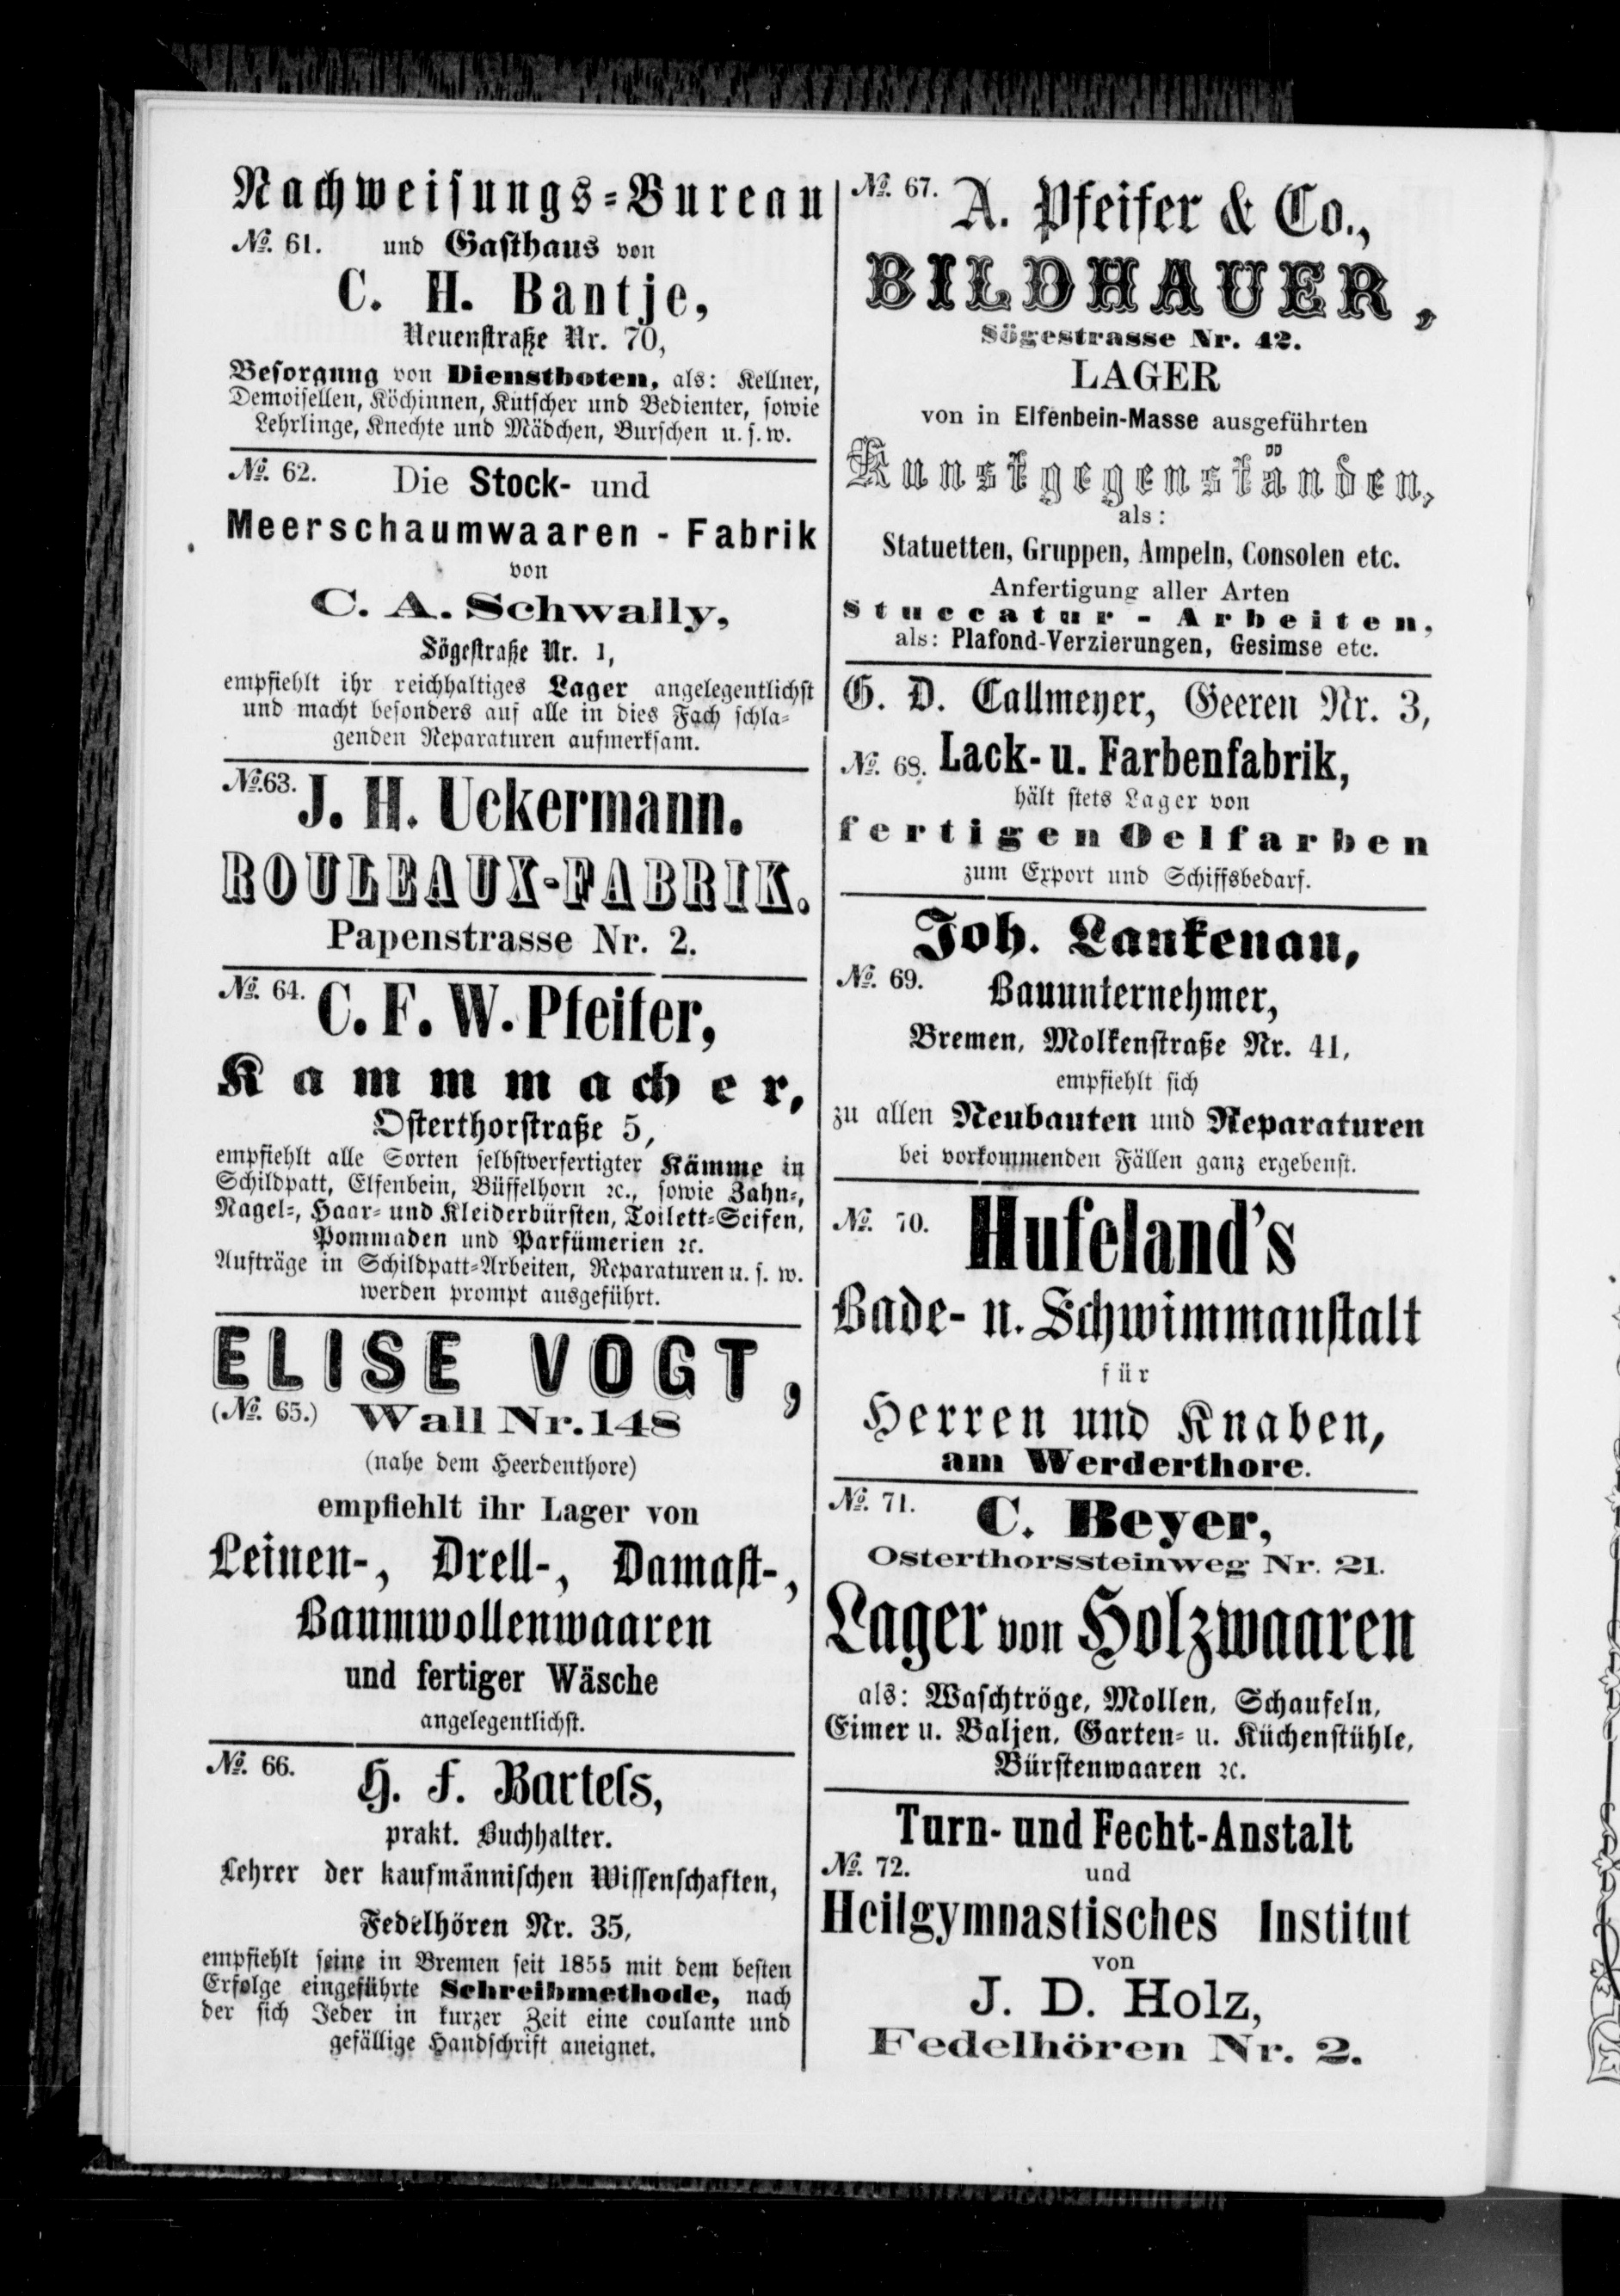 Nachweisungs-Bureau
No. 61. und Gasthaus von
C. H. Bantje,
Neuenstraße Nr. 70,
Besorgung von Dienstboten, als: Kellner,
Demoisellen, Köchinnen, Kutscher und Bedienter, sowie
Lehrlinge, Knechte und Mädchen, Burschen u. s. w.
No. 62. Die Stock- und
Meerschaumwaaren - Fabrik
von
C. A. Schwally,
Sögestraße Nr. 1,
empfiehlt ihr reichhaltiges Lager angelegentlichst
und macht besonders auf alle in dies Fach schla-
genden Reparaturen aufmerksam.
No. 63. J. H. Uckermann.
ROULEAUX-FABRIK.
Papenstrasse Nr. 2.
No. 64. C. F. W. Pfeifer,
Kammmacher,
Osterthorstraße 5,
empfiehlt alle Sorten selbstverfertigter Kämme in
Schildpatt, Elfenbein, Büffelhorn ꝛc., sowie Zahn-,
Nagel-, Haar- und Kleiderbürsten, Toilett-Seifen,
Pommaden und Parfümerien ꝛc.
Aufträge in Schildpatt-Arbeiten, Reparaturen u. s. w.
werden prompt ausgeführt.
ELISE VOGT,
(No. 65.) Wall Nr. 148
(nahe dem Heerdenthore)
empfiehlt ihr Lager von
Leinen-, Drell-, Damast-,
Baumwollenwaaren
und fertiger Wäsche
angelegentlichst.
No. 66. H. F. Bartels,
prakt. Buchhalter.
Lehrer der kaufmännischen Wissenschaften,
Fedelhören Nr. 35,
empfiehlt seine in Bremen seit 1855 mit dem besten
Erfolge eingeführte Schreibmethode, nach
der sich Jeder in kurzer Zeit eine coulante und
gefällige Handschrift aneignet.
No. 67. A. Pfeifer & Co.,
BILDHAUER,
Sögestrasse Nr. 42.
LAGER
von in Elfenbein-Masse ausgeführten
Kunstgegenständen,
als:
Statuetten, Gruppen, Ampeln, Consolen etc.
Anfertigung aller Arten
Stuccatur - Arbeiten,
als: Plafond-Verzierungen, Gesimse etc.
G. D. Callmeyer, Geeren Nr. 3,
No. 68. Lack- u. Farbenfabrik,
hält stets Lager von
fertigen Oelfarben
zum Export und Schiffsbedarf.
Joh. Lankenau,
No. 69. Bauunternehmer,
Bremen, Molkenstraße Nr. 41,
empfiehlt sich
zu allen Neubauten und Reparaturen
bei vorkommenden Fällen ganz ergebenst.
No. 70. Hufeland's
Bade- u. Schwimmanstalt
für
Herren und Knaben,
am Werderthore.
No. 71. C. Beyer,
Osterthorssteinweg Nr. 21.
Lager von Holzwaaren
als: Waschtröge, Mollen, Schaufeln,
Eimer u. Baljen, Garten- u. Küchenstühle,
Bürstenwaaren ꝛc.
Turn- und Fecht-Anstalt
No. 72. und
Heilgymnastisches Institut
von
J. D. Holz,
Fedelhören Nr. 2.